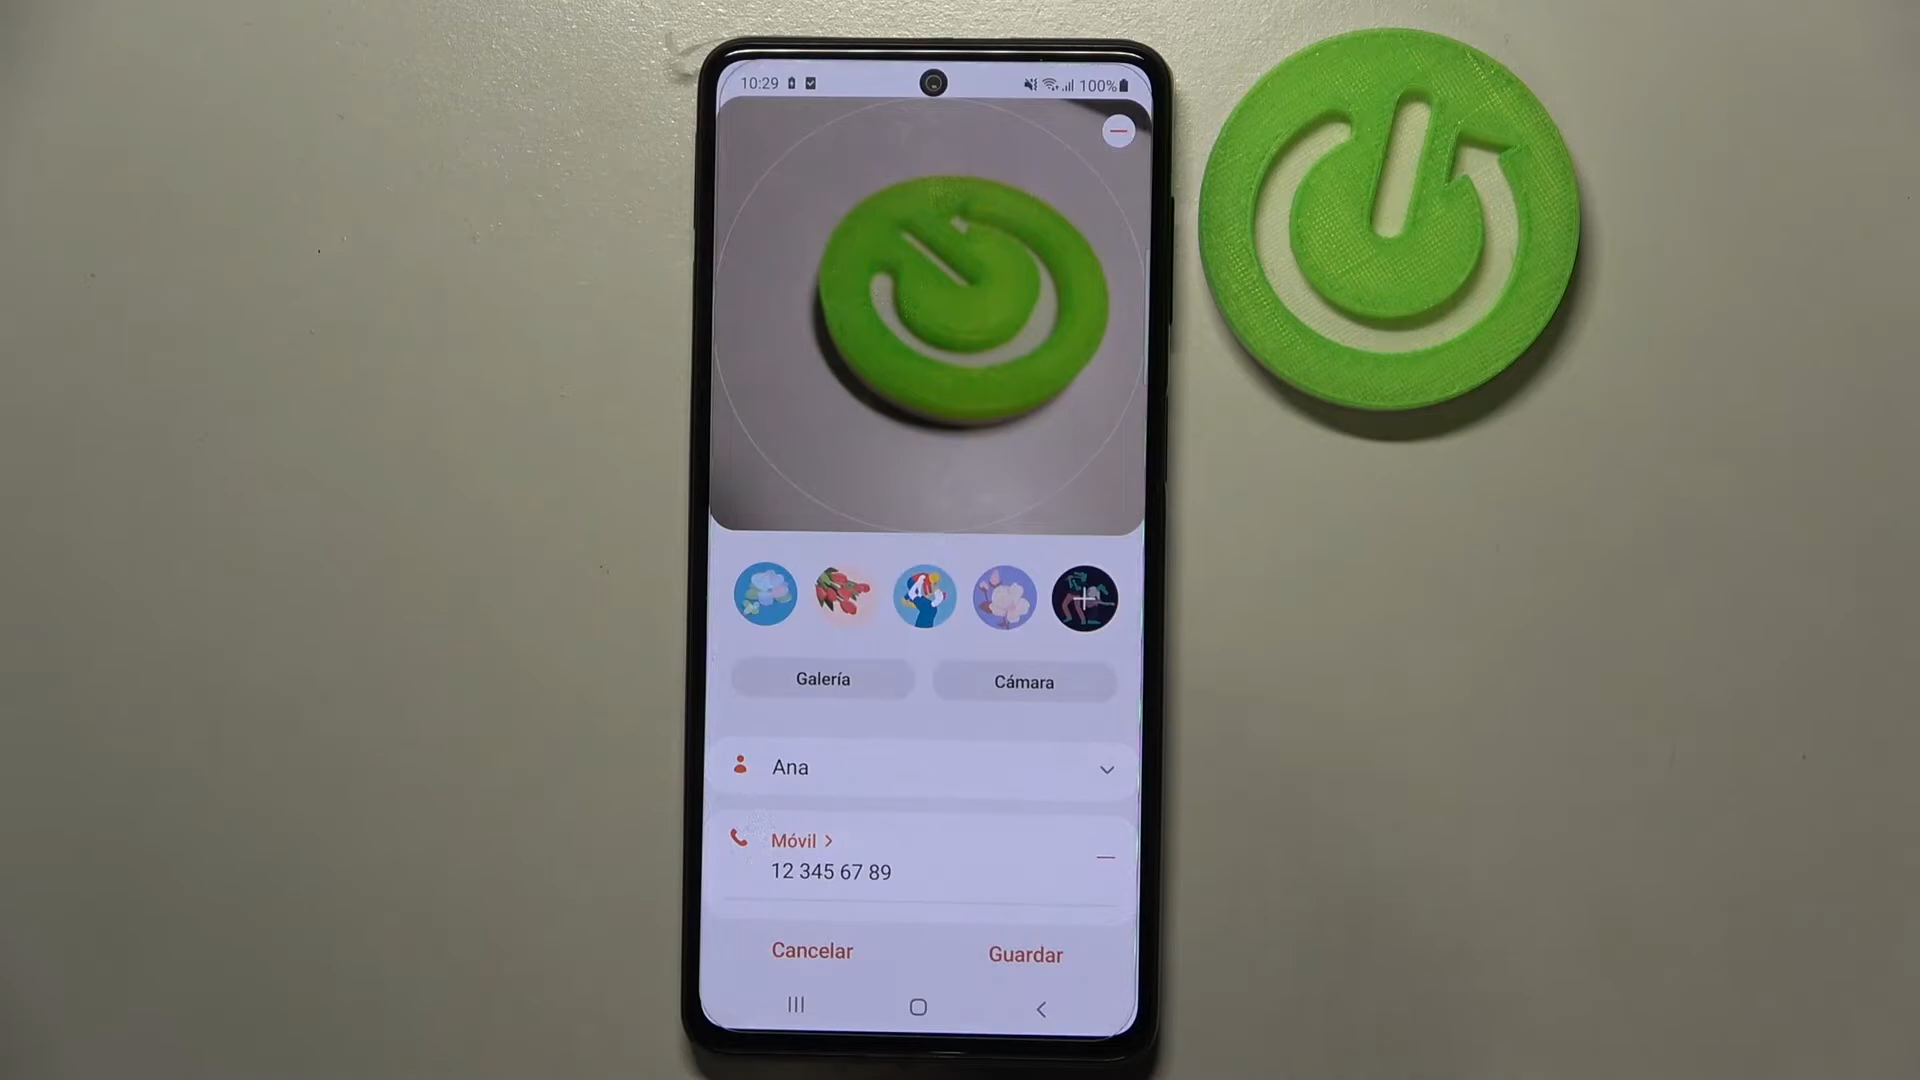 10:29 100%
Galería Cámara
Ana
Móvil >
12 345 67 89
Cancelar Guardar